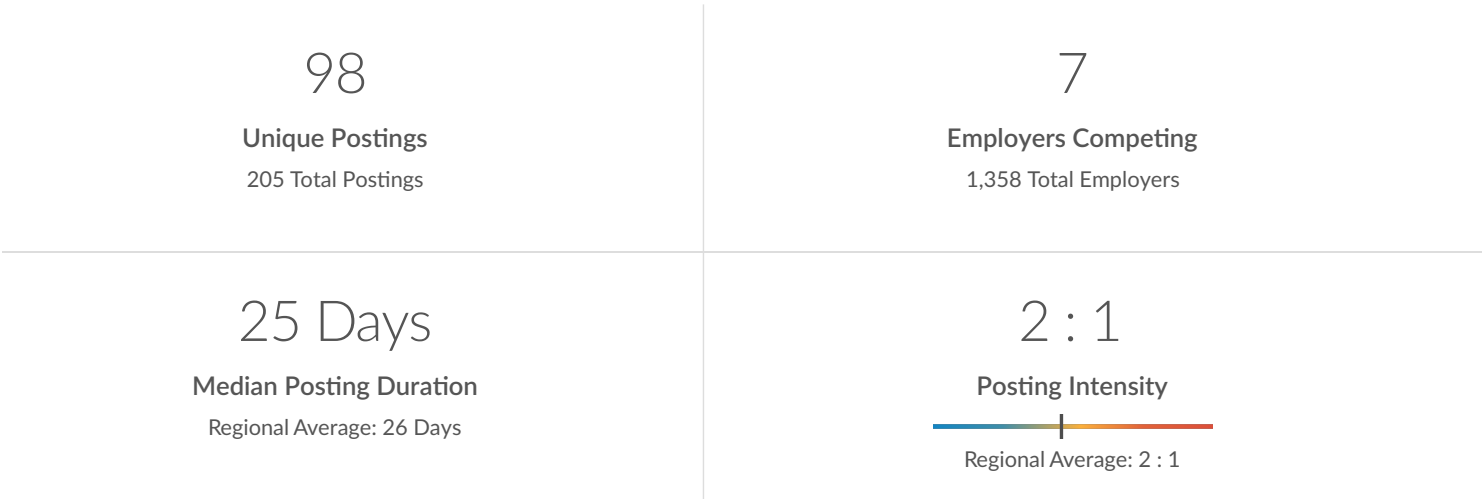 98
Unique Postings
205 Total Postings
7
Employers Competing
1,358 Total Employers
25 Days
Median Posting Duration
Regional Average: 26 Days
2 : 1
Posting Intensity
Regional Average: 2 : 1